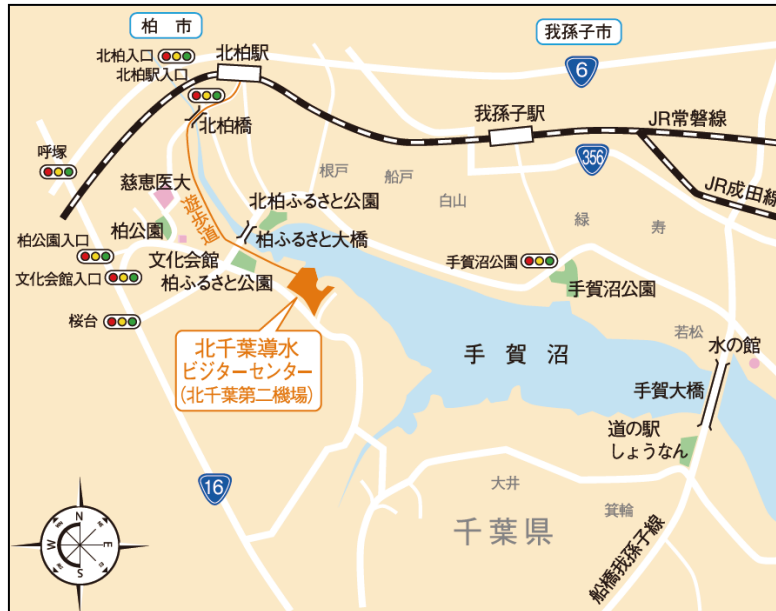 柏 市
我孫子市
北柏入口
北柏駅
北柏駅入口
6
我孫子駅
JR常磐線
北柏橋
356
呼塚
JR成田線
慈恵医大
根戸
船戸
白山
北柏ふるさと公園
遊歩道
緑
寿
柏公園
柏ふるさと大橋
柏公園入口
文化会館
手賀沼公園
文化会館入口
柏ふるさと公園
手賀沼公園
桜台
若松
北千葉導水
ビジターセンター
(北千葉第二機場)
手 賀 沼
水の館
手賀大橋
道の駅
しょうなん
16
大井
箕輪
千葉県
船橋我孫子線
N
E
S
W